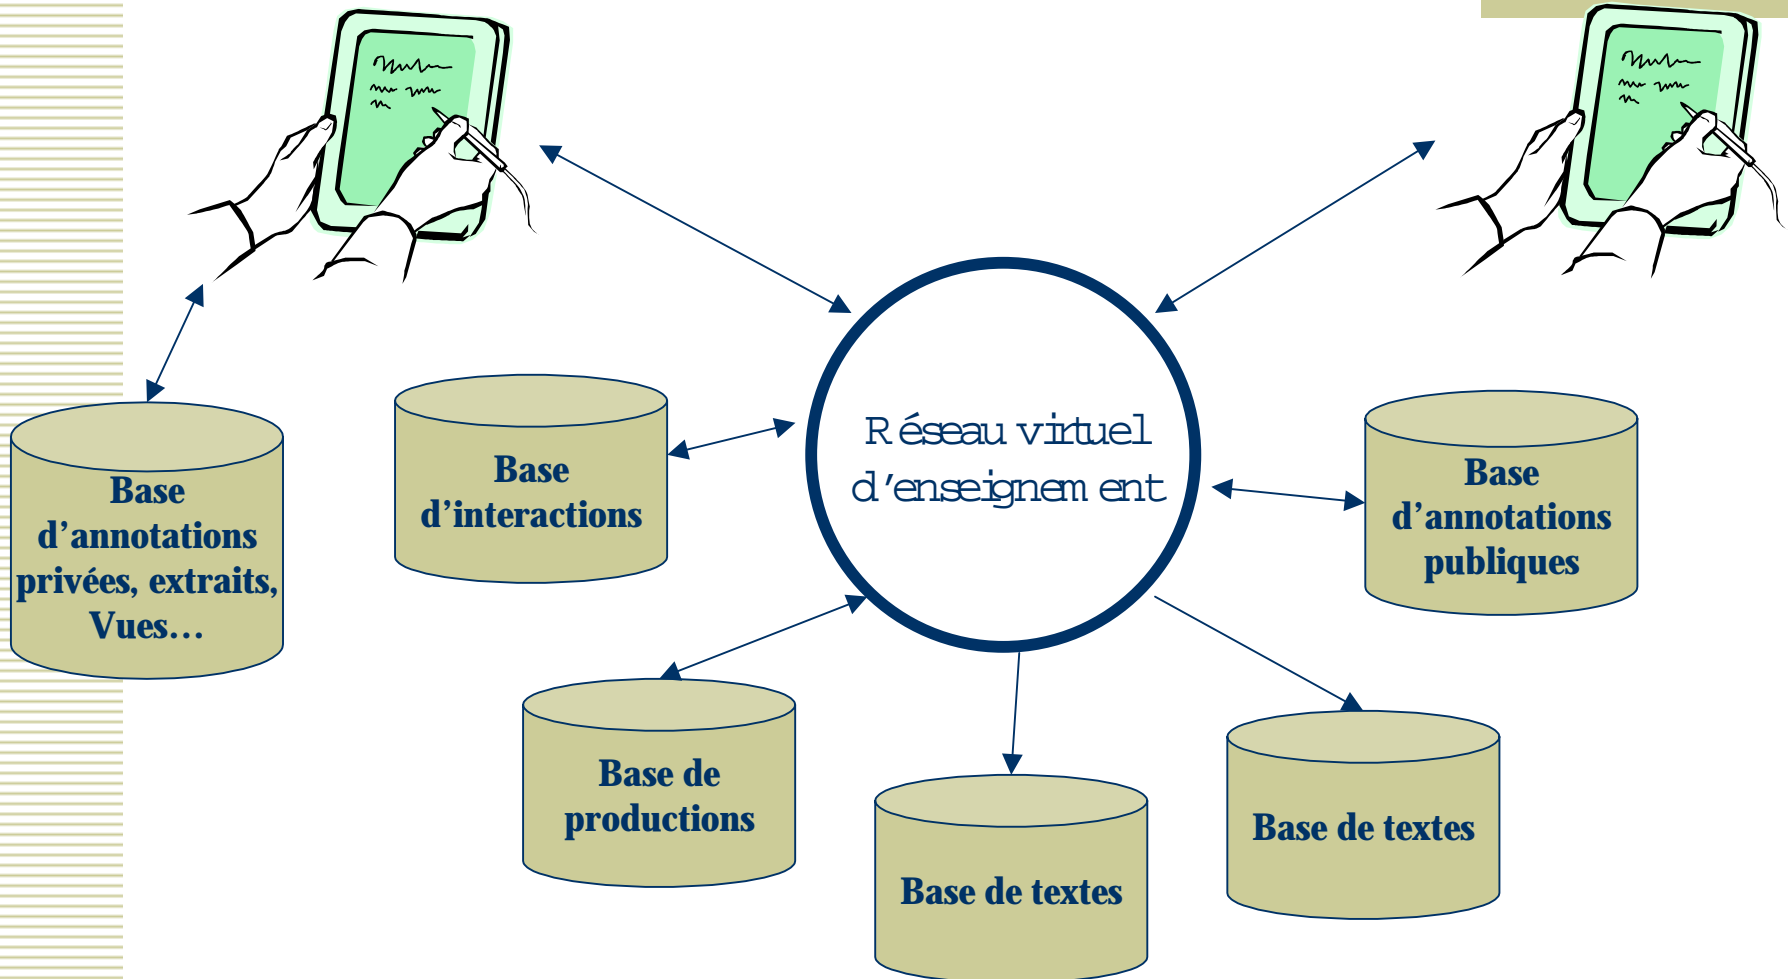 Réseau virtuel
d'enseignement
Base
d'interactions
Base
d'annotations
publiques
Base
d'annotations
privées, extraits,
Vues…
Base de
productions
Base de textes
Base de textes